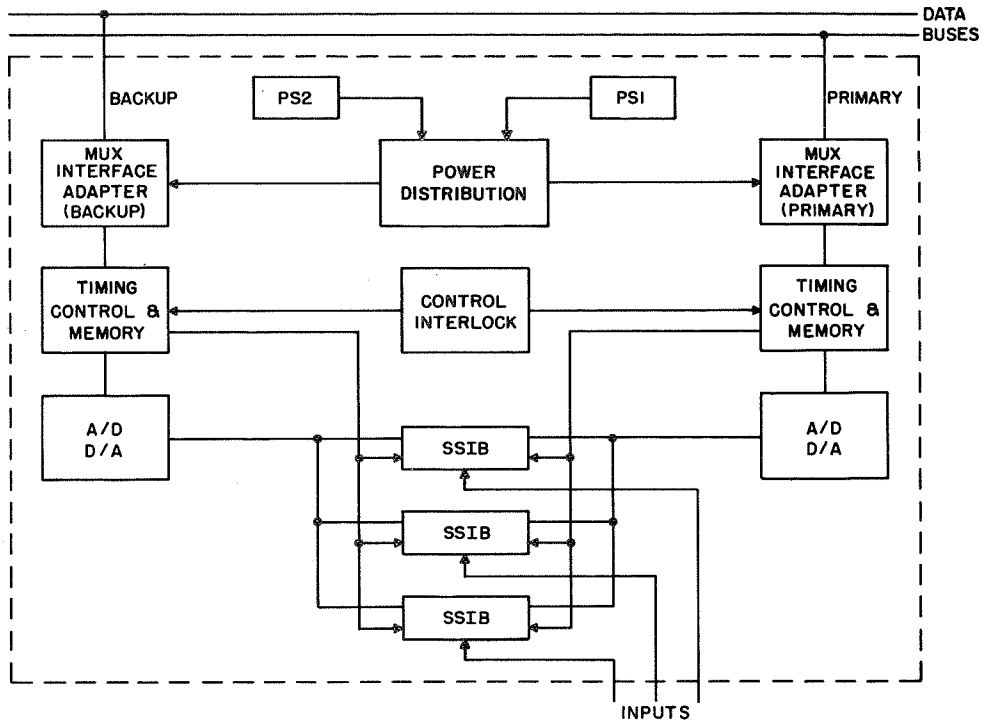 DATA
BUSES
BACKUP
PS2
PS1
PRIMARY
MUX
INTERFACE
ADAPTER
(BACKUP)
POWER
DISTRIBUTION
MUX
INTERFACE
ADAPTER
(PRIMARY)
TIMING
CONTROL &
MEMORY
CONTROL
INTERLOCK
TIMING
CONTROL &
MEMORY
A/D
D/A
SSIB
A/D
D/A
SSIB
SSIB
INPUTS